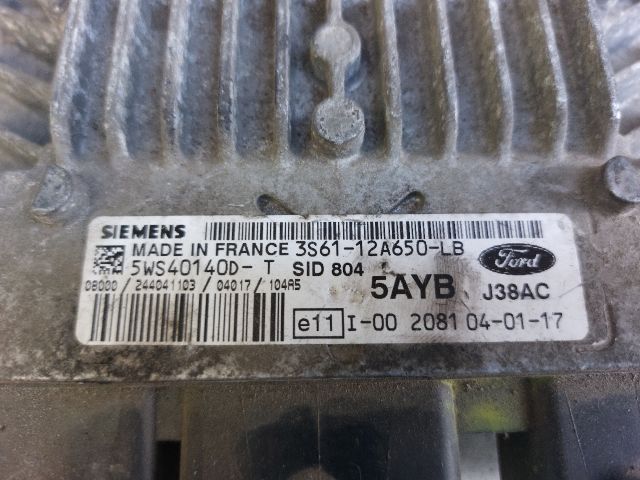 SIEMENS
MADE IN FRANCE 3S61-12A650-LB
Ford
5WS40140D-T SID 804
5AYB J38AC
08000 / 244041103 / 04017 / 104A5
e11 I-00 2081 04-01-17